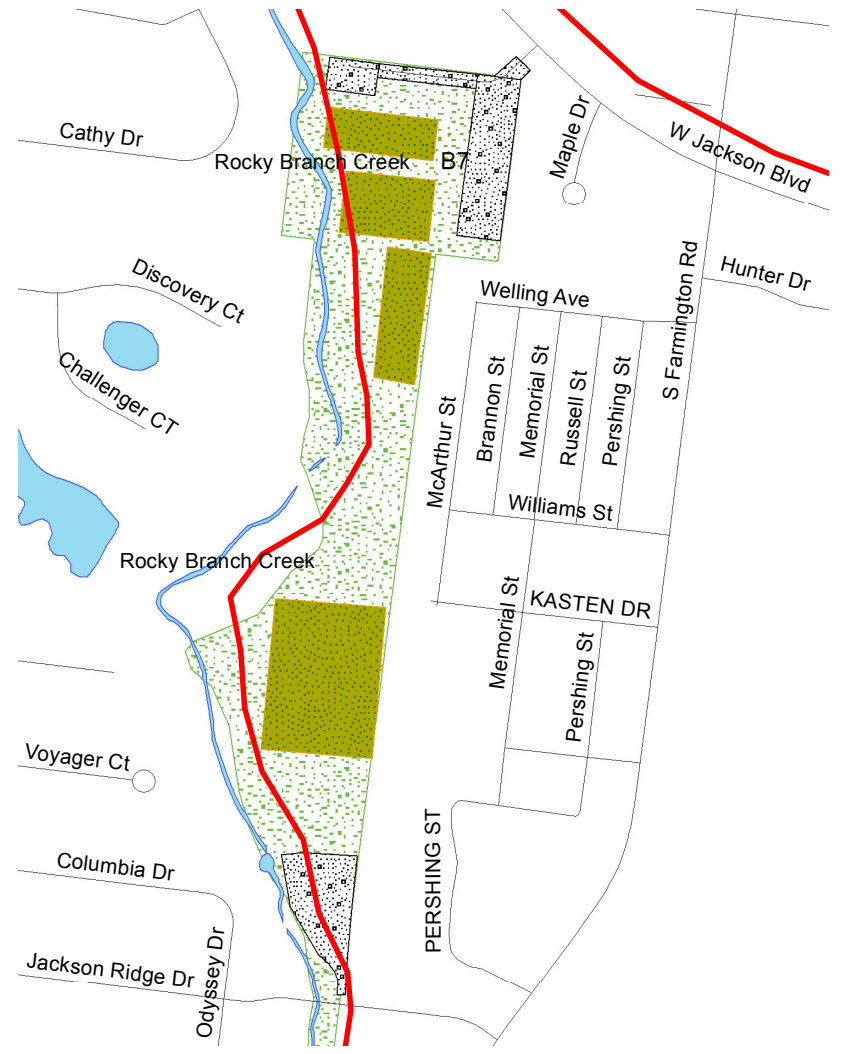 Cathy Dr
Rocky Branch Creek
B7
Maple Dr
W Jackson Blvd
Discovery Ct
Hunter Dr
S Farmington Rd
Welling Ave
Challenger CT
McArthur St
Brannon St
Memorial St
Russell St
Pershing St
Williams St
Rocky Branch Creek
KASTEN DR
Memorial St
Pershing St
Voyager Ct
PERSHING ST
Columbia Dr
Odyssey Dr
Jackson Ridge Dr